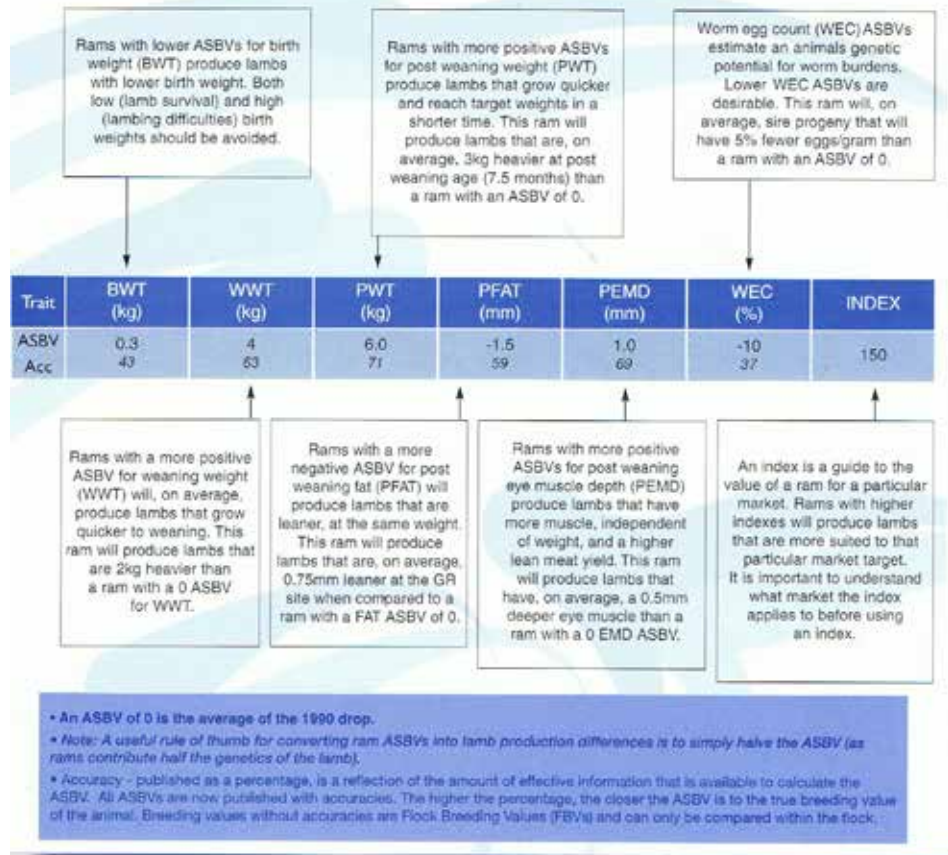 Rams with lower ASBVs for birth
weight (BWT) produce lambs
with lower birth weight. Both
low (lamb survival) and high
(lambing difficulties) birth
weights should be avoided.
Rams with more positive ASBVs
for post weaning weight (PWT)
produce lambs that grow quicker
and reach target weights in a
shorter time. This ram will
produce lambs that are, on
average, 3kg heavier at post
weaning age (7.5 months) than
a ram with an ASBV of 0.
Worm egg count (WEC) ASBVs
estimate an animals genetic
potential for worm burdens.
Lower WEC ASBVs are
desirable. This ram will, on
average, sire progeny that will
have 5% fewer eggs/gram than
a ram with an ASBV of 0.
Trait BWT (kg) WWT (kg) PWT (kg) PFAT (mm) PEMD (mm) WEC (%) INDEX
ASBV 0.3 4 6.0 -1.5 1.0 -10 150
Acc 43 63 71 59 69 37
Rams with a more positive
ASBV for weaning weight
(WWT) will, on average,
produce lambs that grow
quicker to weaning. This
ram will produce lambs that
are 2kg heavier than
a ram with a 0 ASBV
for WWT.
Rams with a more
negative ASBV for post
weaning fat (PFAT) will
produce lambs that are
leaner, at the same weight.
This ram will produce
lambs that are, on average,
0.75mm leaner at the GR
site when compared to a
ram with a FAT ASBV of 0.
Rams with more positive
ASBVs for post weaning
eye muscle depth (PEMD)
produce lambs that have
more muscle, independent
of weight, and a higher
lean meat yield. This ram
will produce lambs that
have, on average, a 0.5mm
deeper eye muscle than a
ram with a 0 EMD ASBV.
An index is a guide to the
value of a ram for a particular
market. Rams with higher
indexes will produce lambs
that are more suited to that
particular market target.
It is important to understand
what market the index
applies to before using
an index.
• An ASBV of 0 is the average of the 1990 drop.
• Note: A useful rule of thumb for converting ram ASBVs into lamb production differences is to simply halve the ASBV (as
rams contribute half the genetics of the lamb).
• Accuracy - published as a percentage, is a reflection of the amount of effective information that is available to calculate the
ASBV. All ASBVs are now published with accuracies. The higher the percentage, the closer the ASBV is to the true breeding value
of the animal. Breeding values without accuracies are Flock Breeding Values (FBVs) and can only be compared within the flock.